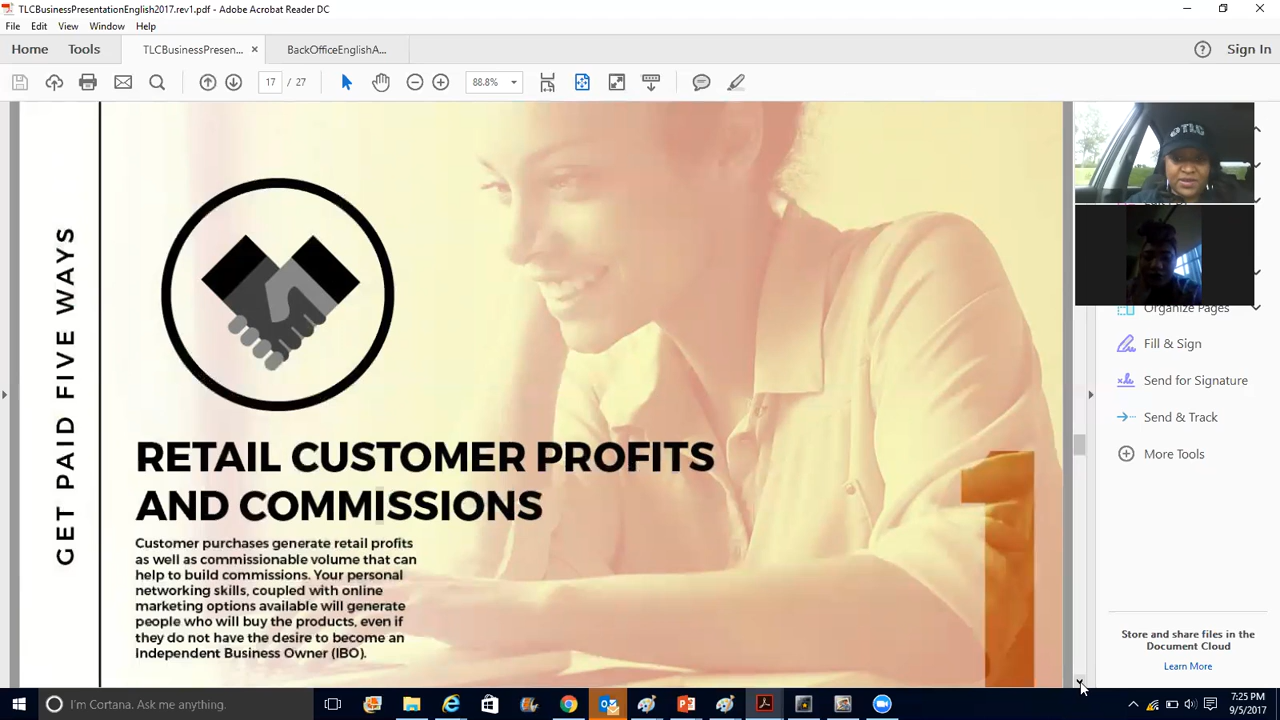 TLCBusinessPresentationEnglish2017.rev1.pdf - Adobe Acrobat Reader DC
File Edit View Window Help
Home Tools TLCBusinessPresen... × BackOfficeEnglishA... ? Sign In
17 / 27 88.8%
GTLC
GET PAID FIVE WAYS
RETAIL CUSTOMER PROFITS
AND COMMISSIONS
Customer purchases generate retail profits
as well as commissionable volume that can
help to build commissions. Your personal
networking skills, coupled with online
marketing options available will generate
people who will buy the products, even if
they do not have the desire to become an
Independent Business Owner (IBO).
1
Organize Pages
Fill & Sign
Send for Signature
Send & Track
More Tools
Store and share files in the
Document Cloud
Learn More
I'm Cortana. Ask me anything.
7:25 PM
9/5/2017